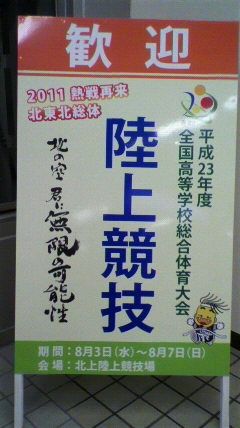 歓迎
2011 熱戦再来
北東北総体
平成23年度
全国高等学校総合体育大会
陸上競技
北の空 君に無限の可能性
期間：8月3日(水)～8月7日(日)
会場：北上陸上競技場